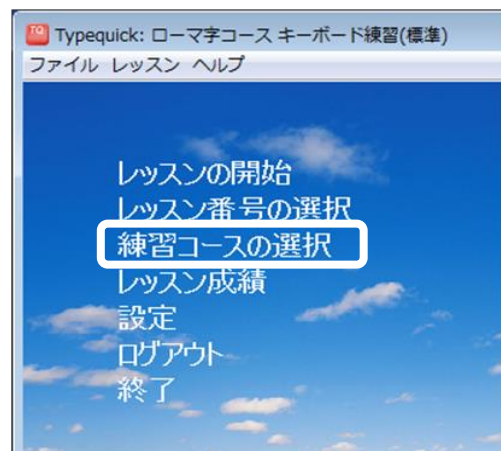 TQ
Typequick: ローマ字コース キーボード練習(標準)
ファイル レッスン ヘルプ
レッスンの開始
レッスン番号の選択
練習コースの選択
レッスン成績
設定
ログアウト
終了